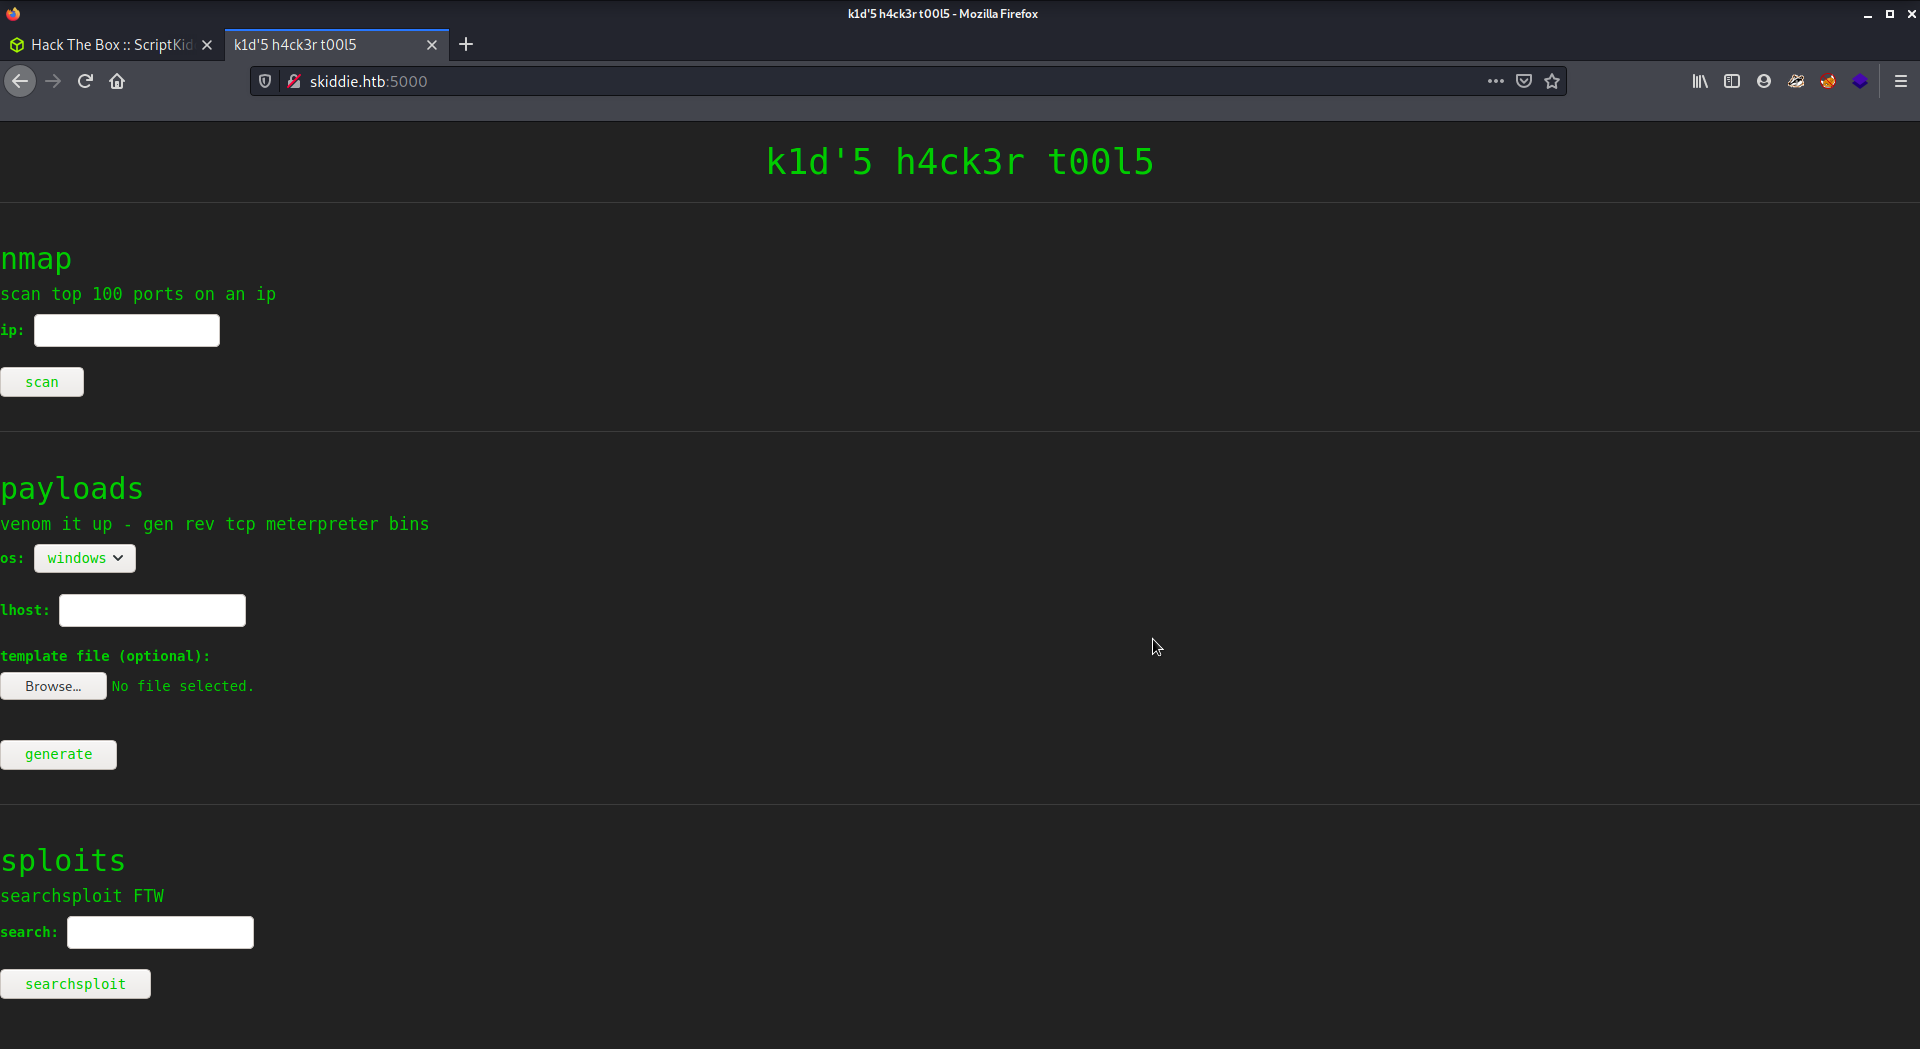 k1d'5 h4ck3r t00l5 - Mozilla Firefox
Hack The Box :: ScriptKid
k1d'5 h4ck3r t00l5
skiddie.htb:5000
k1d'5 h4ck3r t00l5
nmap
scan top 100 ports on an ip
ip:
scan
payloads
venom it up - gen rev tcp meterpreter bins
os: windows
lhost:
template file (optional):
Browse... No file selected.
generate
sploits
searchsploit FTW
search:
searchsploit